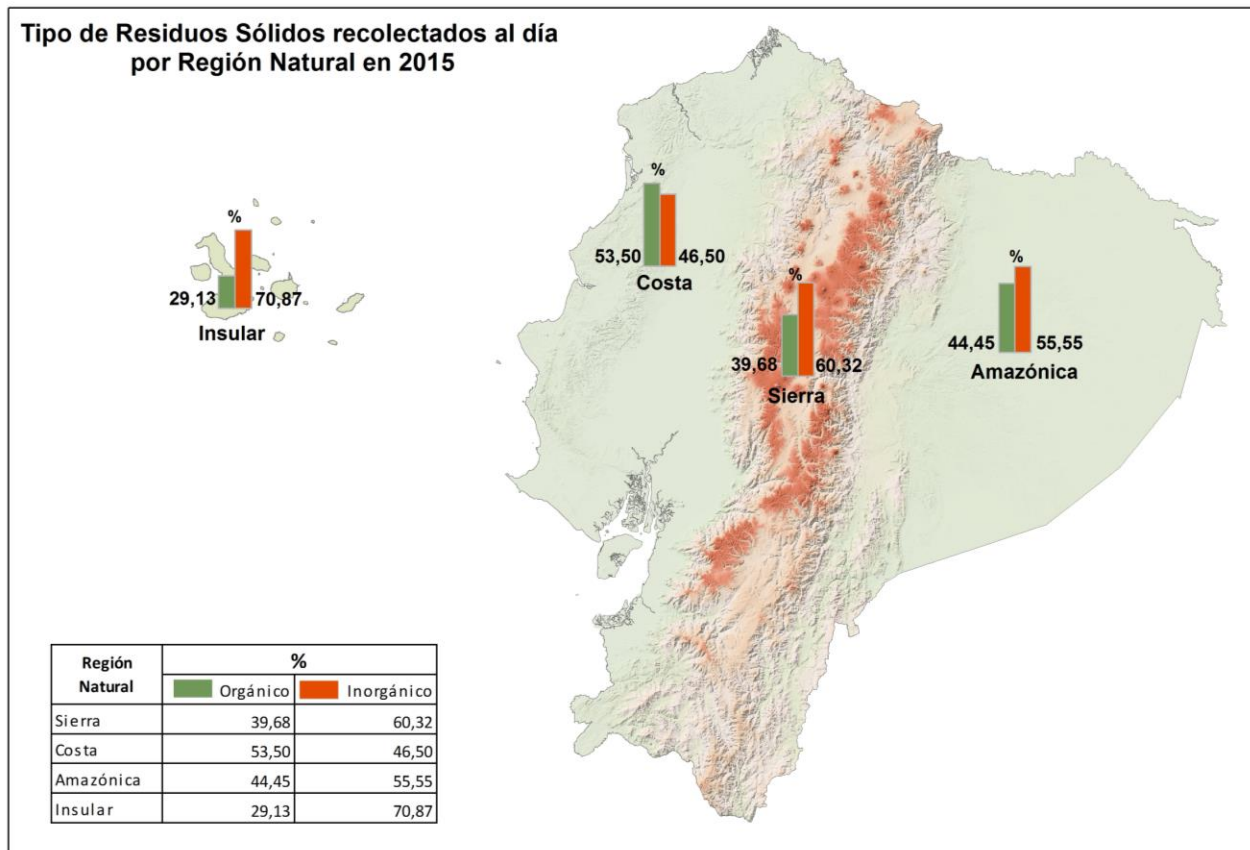 Tipo de Residuos Sólidos recolectados al día
por Región Natural en 2015
%
53,50 46,50
Costa
%
29,13 70,87
Insular
%
39,68 60,32
Sierra
%
44,45 55,55
Amazónica
Región Natural %
Orgánico Inorgánico
Sierra 39,68 60,32
Costa 53,50 46,50
Amazónica 44,45 55,55
Insular 29,13 70,87